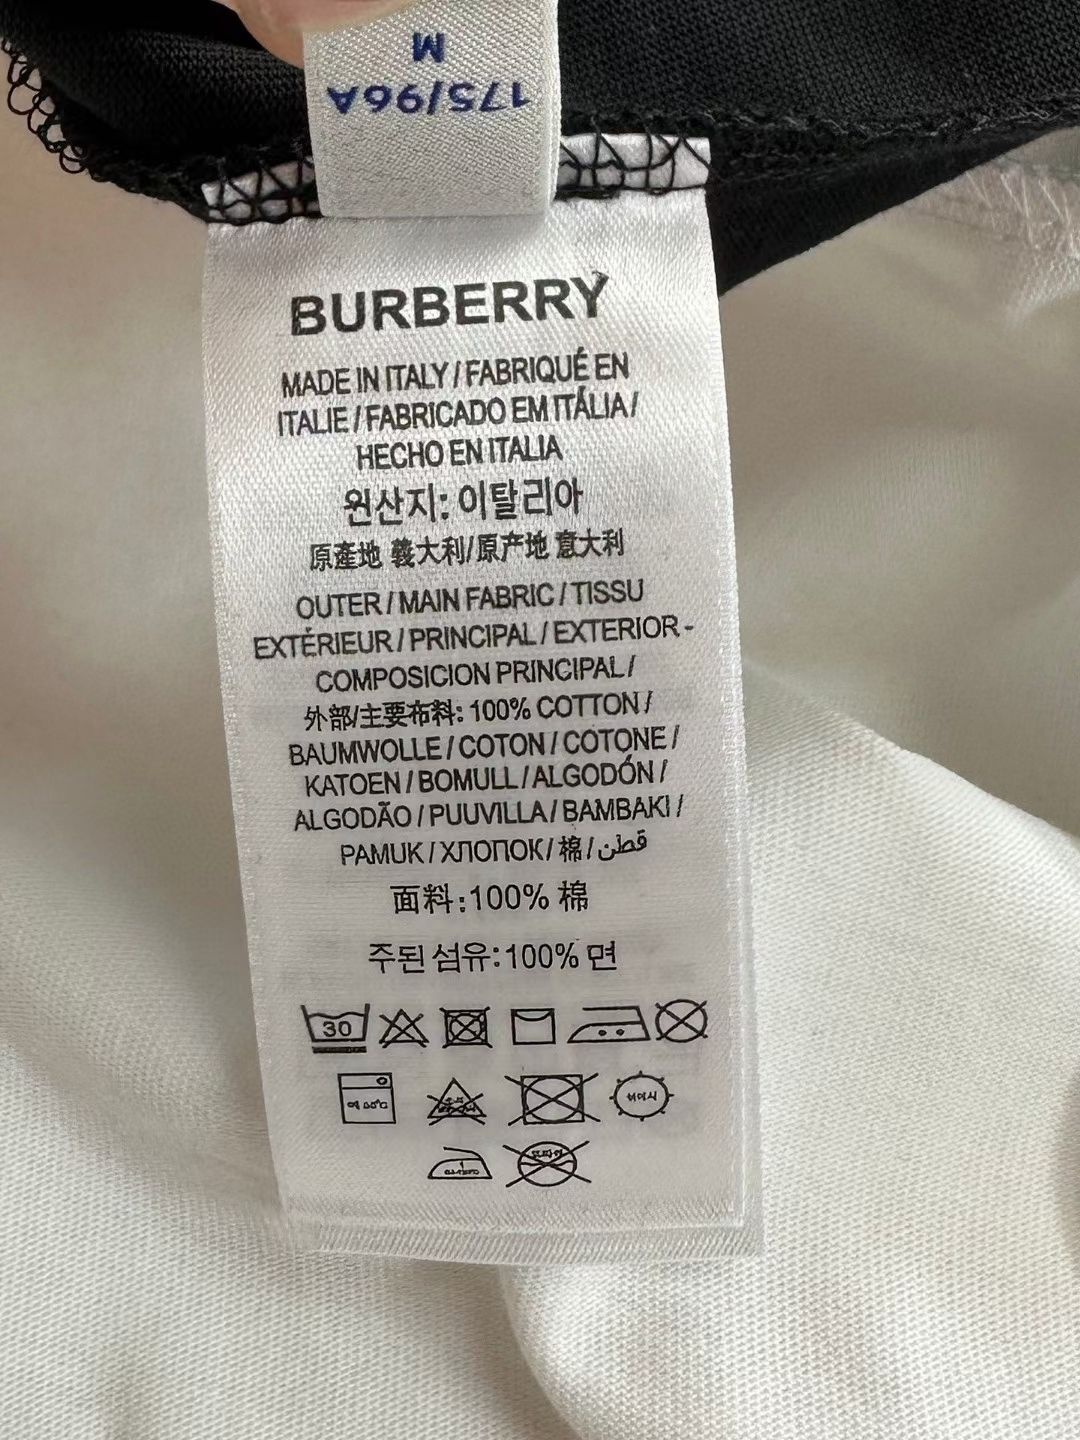 M
175/96A
BURBERRY
MADE IN ITALY / FABRIQUÉ EN
ITALIE / FABRICADO EM ITÁLIA /
HECHO EN ITALIA
원산지: 이탈리아
原產地 義大利/原产地 意大利
OUTER / MAIN FABRIC / TISSU
EXTÉRIEUR / PRINCIPAL / EXTERIOR -
COMPOSICION PRINCIPAL /
外部/主要布料: 100% COTTON /
BAUMWOLLE / COTON / COTONE /
KATOEN / BOMULL / ALGODÓN /
ALGODÃO / PUUVILLA / BAMBAKI /
PAMUK / ХЛОПОК / 棉 / قطن
面料: 100% 棉
주된 섬유: 100% 면
30